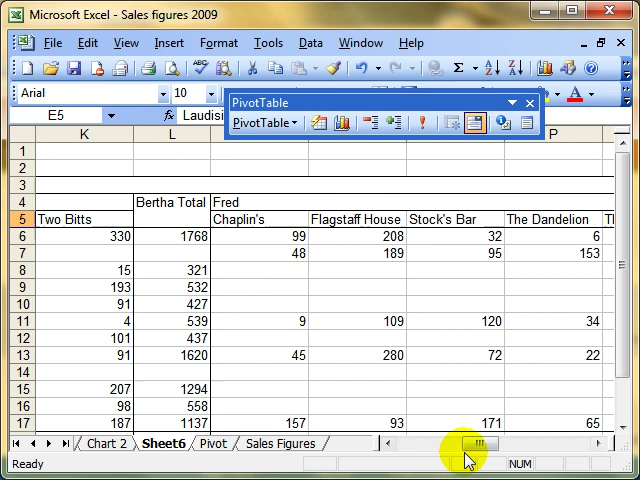 Microsoft Excel - Sales figures 2009
File Edit View Insert Format Tools Data Window Help
Arial 10
PivotTable
E5 Laudisi
PivotTable
K L P
1
2
3
4 Bertha Total Fred
5 Two Bitts Chaplin's Flagstaff House Stock's Bar The Dandelion
6 330 1768 99 208 32 6
7 48 189 95 153
8 15 321
9 193 532
10 91 427
11 4 539 9 109 120 34
12 101 437
13 91 1620 45 280 72 22
14
15 207 1294
16 98 558
17 187 1137 157 93 171 65
Chart 2 Sheet6 Pivot Sales Figures
Ready NUM